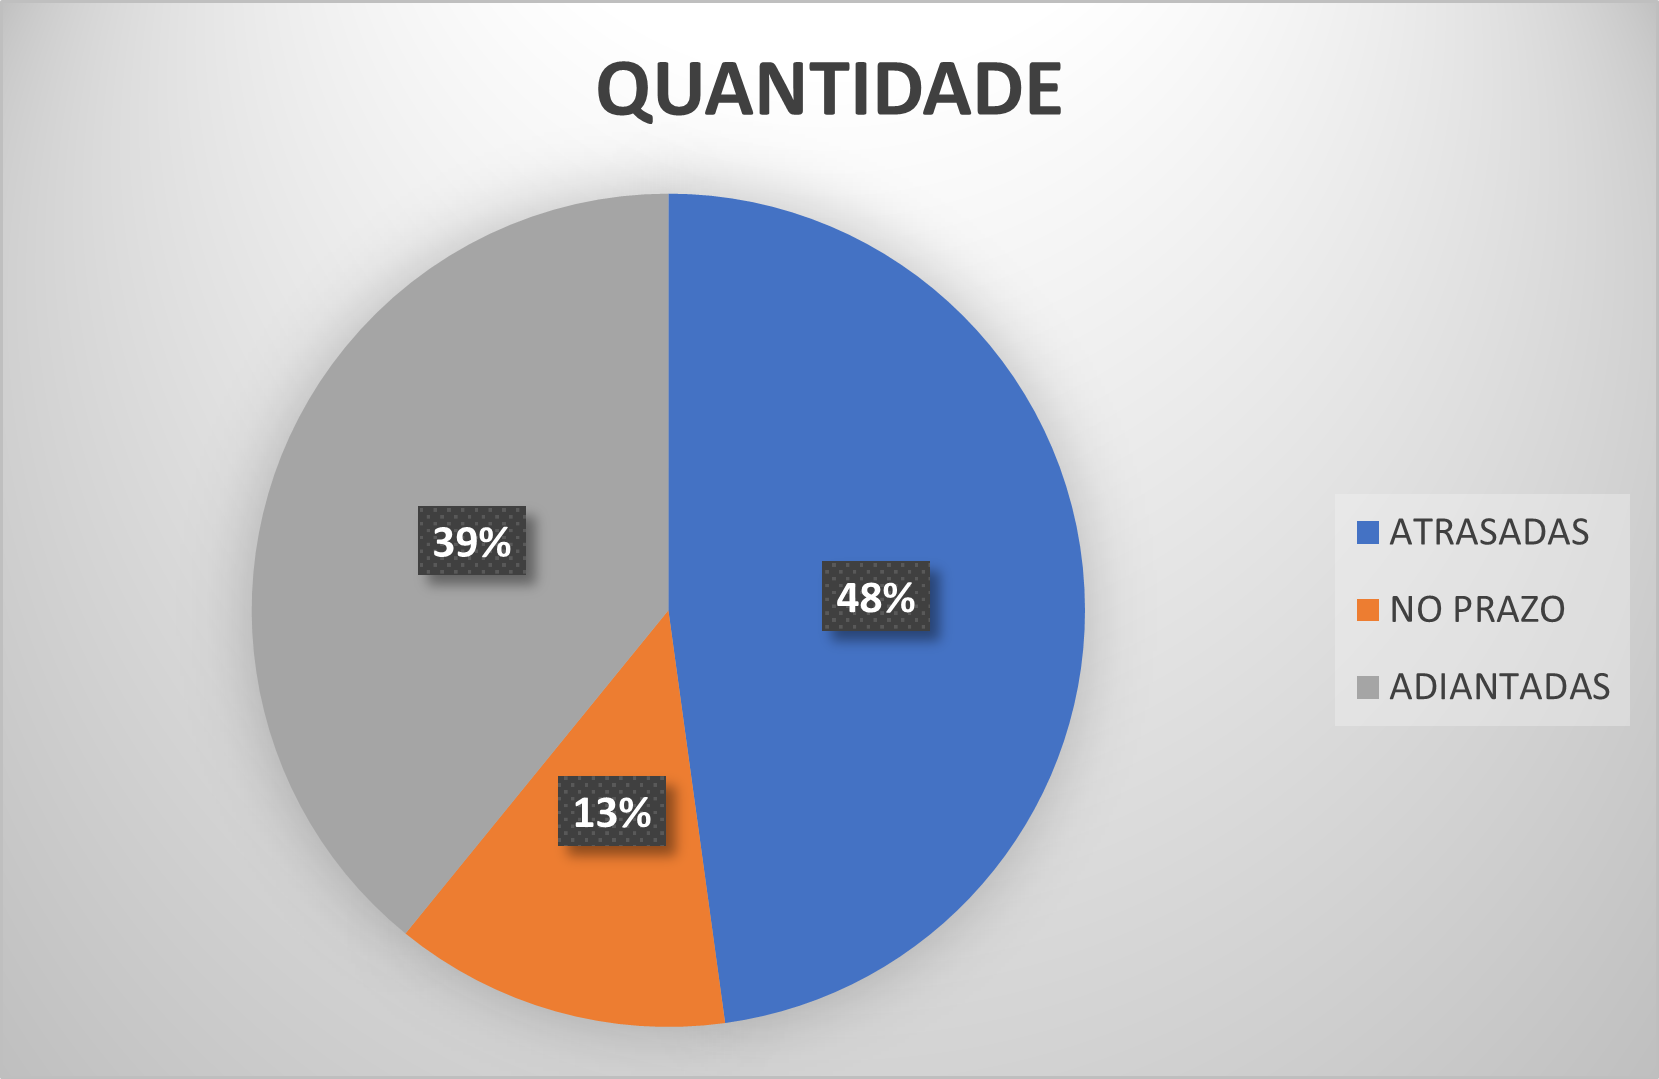 QUANTIDADE
39%
48%
13%
ATRASADAS
NO PRAZO
ADIANTADAS